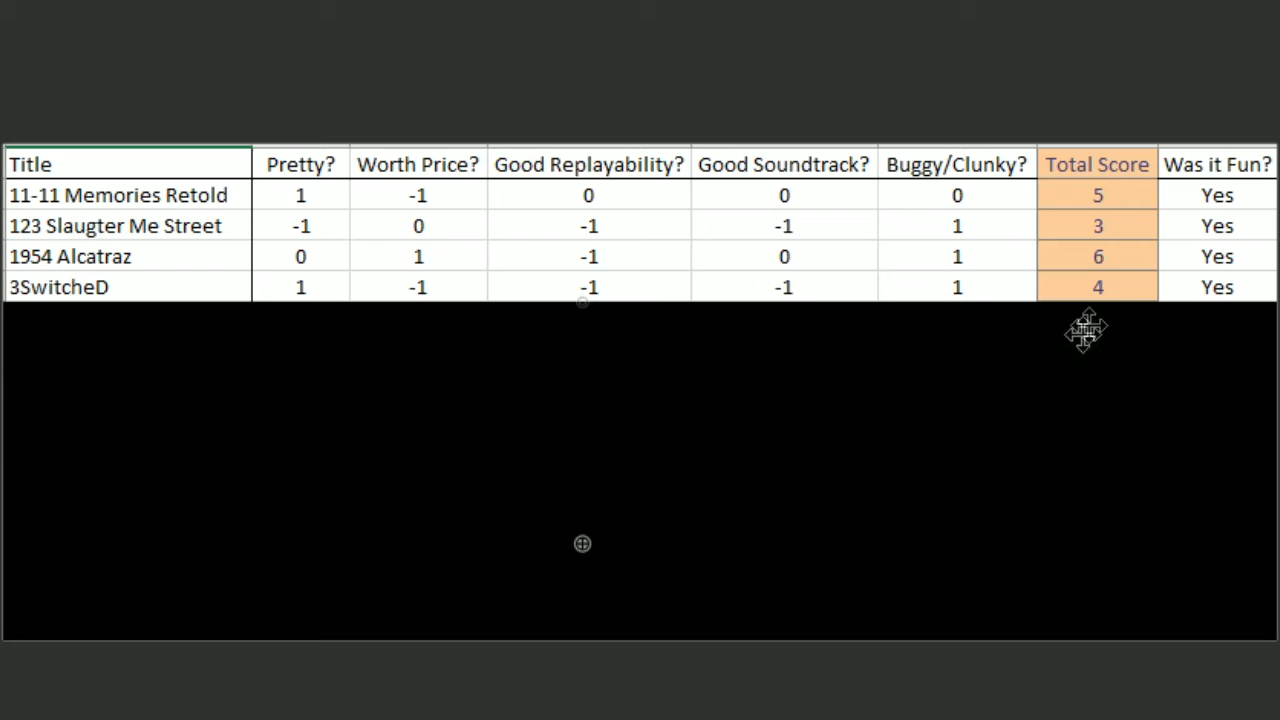 Title Pretty? Worth Price? Good Replayability? Good Soundtrack? Buggy/Clunky? Total Score Was it Fun?
11-11 Memories Retold 1 -1 0 0 0 5 Yes
123 Slaugter Me Street -1 0 -1 -1 1 3 Yes
1954 Alcatraz 0 1 -1 0 1 6 Yes
3SwitcheD 1 -1 -1 -1 1 4 Yes